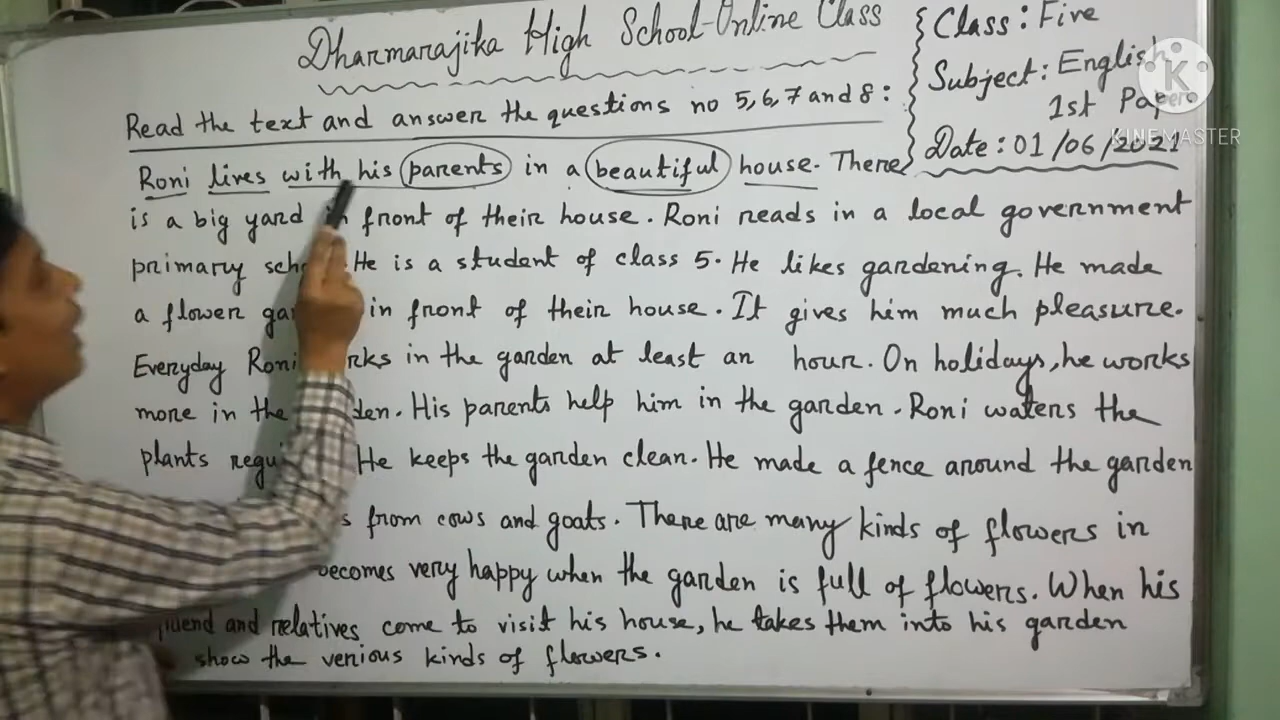 Dharmarajika High School-Online Class
Class: Five
Subject: English
1st Pap
Date: 01/06/2021
Read the text and answer the questions no 5,6,7 and 8:
Roni lives with his parents in a beautiful house. There
is a big yard in front of their house. Roni reads in a local government
primary He is a student of class 5. He likes gardening. He made
a flower in front of their house. It gives him much pleasure.
Everyday Roni in the garden at least an hour. On holidays, he works
more in the His parents help him in the garden. Roni waters the
plants He keeps the garden clean. He made a fence around the garden
from cows and goats. There are many kinds of flowers in
becomes very happy when the garden is full of flowers. When his
and relatives come to visit his house, he takes them into his garden
show the verious kinds of flowers.
K
KINEMASTER